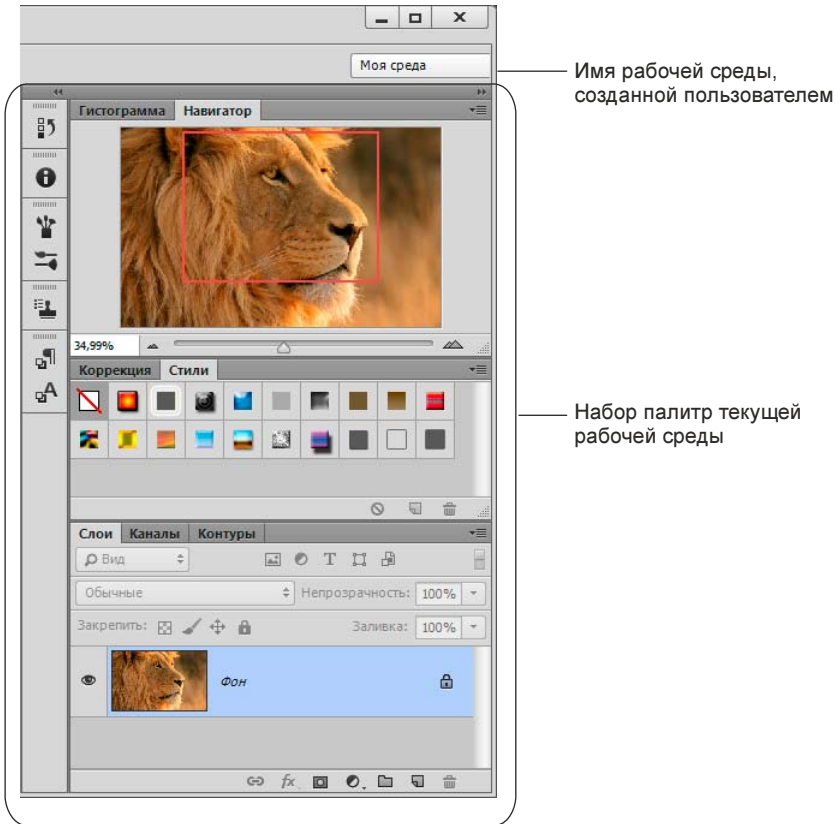 Моя среда
Имя рабочей среды,
созданной пользователем
Гистограмма Навигатор
34,99%
Коррекция Стили
Набор палитр текущей
рабочей среды
Слои Каналы Контуры
Вид
Обычные Непрозрачность: 100%
Закрепить: Заливка: 100%
Фон